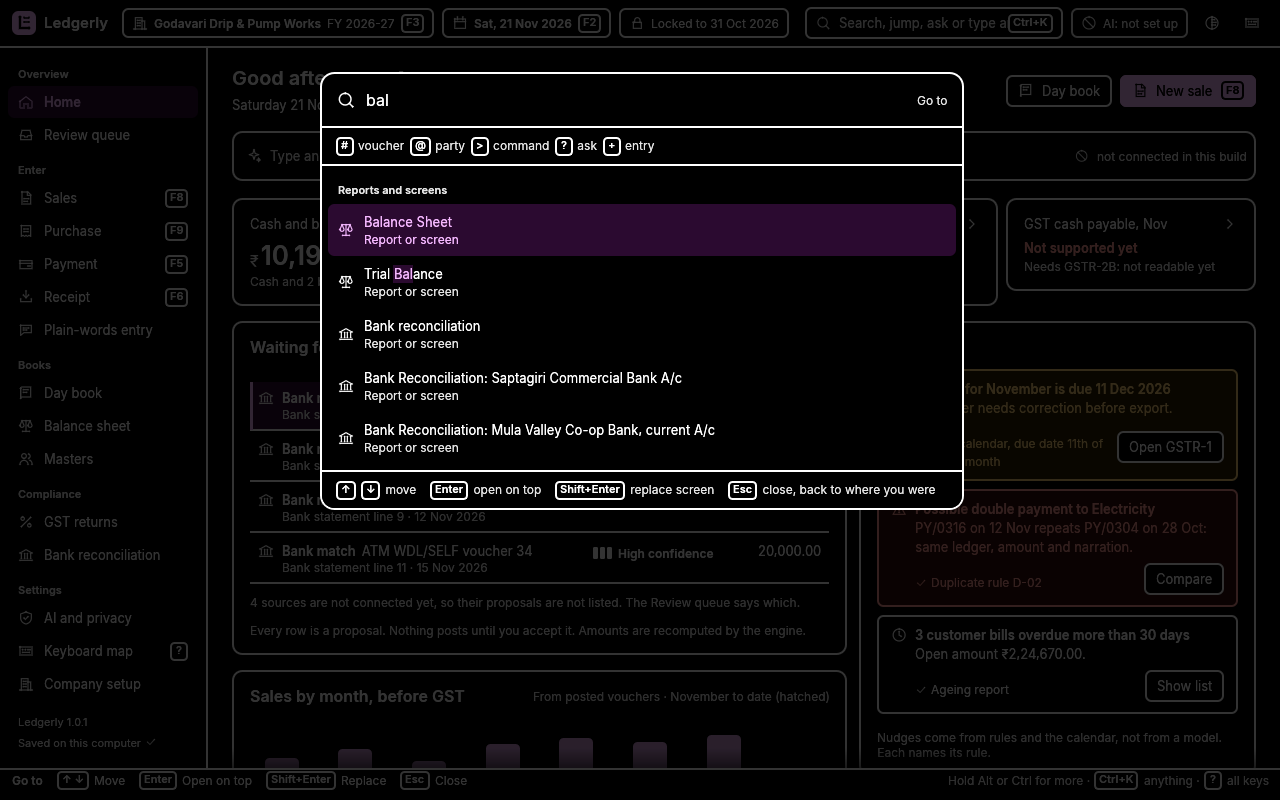 Ledgerly
Godavari Drip & Pump Works FY 2026-27 F3
Sat, 21 Nov 2026 F2
Locked to 31 Oct 2026
Search, jump, ask or type a Ctrl+K
AI: not set up
Overview
Home
Review queue
Enter
Sales F8
Purchase F9
Payment F5
Receipt F6
Plain-words entry
Books
Day book
Balance sheet
Masters
Compliance
GST returns
Bank reconciliation
Settings
AI and privacy
Keyboard map ?
Company setup
Ledgerly 1.0.1
Saved on this computer
Good afte
Saturday 21 No
Day book
New sale F8
Type an
not connected in this build
Cash and b
₹10,19
Cash and 2 b
GST cash payable, Nov
Not supported yet
Needs GSTR-2B: not readable yet
bal
Go to
# voucher @ party > command ? ask + entry
Reports and screens
Balance Sheet
Report or screen
Trial Balance
Report or screen
Bank reconciliation
Report or screen
Bank Reconciliation: Saptagiri Commercial Bank A/c
Report or screen
Bank Reconciliation: Mula Valley Co-op Bank, current A/c
Report or screen
↑ ↓ move Enter open on top Shift+Enter replace screen Esc close, back to where you were
Waiting f
Bank m
Bank s
Bank
Bank s
Bank
Bank statement line 9 · 12 Nov 2026
Bank match ATM WDL/SELF voucher 34
High confidence
20,000.00
Bank statement line 11 · 15 Nov 2026
4 sources are not connected yet, so their proposals are not listed. The Review queue says which.
Every row is a proposal. Nothing posts until you accept it. Amounts are recomputed by the engine.
Sales by month, before GST
From posted vouchers · November to date (hatched)
for November is due 11 Dec 2026
er needs correction before export.
calendar, due date 11th of
month
Open GSTR-1
Possible double payment to Electricity
PY/0316 on 12 Nov repeats PY/0304 on 28 Oct:
same ledger, amount and narration.
Duplicate rule D-02
Compare
3 customer bills overdue more than 30 days
Open amount ₹2,24,670.00.
Ageing report
Show list
Nudges come from rules and the calendar, not from a model.
Each names its rule.
Go to ↑↓ Move Enter Open on top Shift+Enter Replace Esc Close
Hold Alt or Ctrl for more · Ctrl+K anything · ? all keys